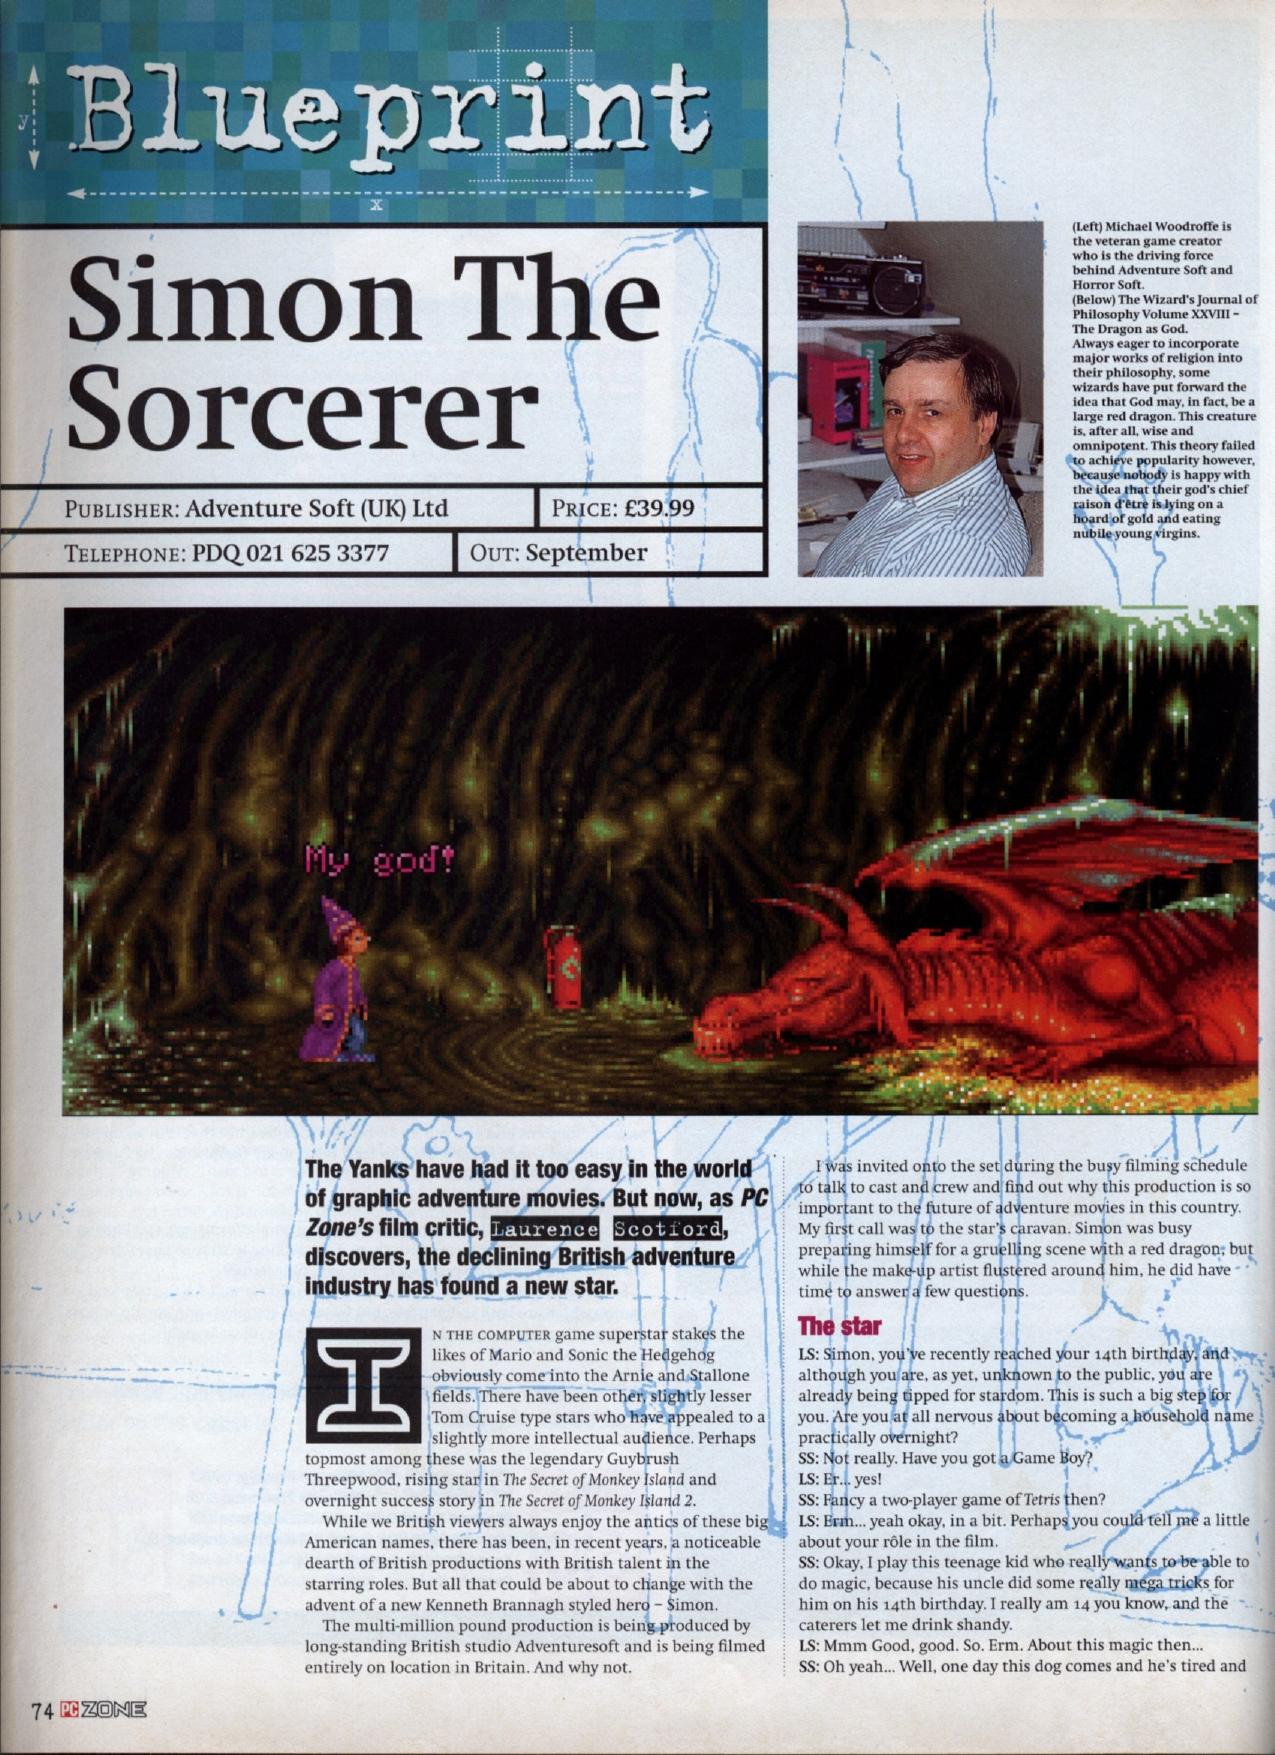 Blueprint
y
x
Simon The
Sorcerer
PUBLISHER: Adventure Soft (UK) Ltd
PRICE: £39.99
TELEPHONE: PDQ 021 625 3377
OUT: September
(Left) Michael Woodroffe is
the veteran game creator
who is the driving force
behind Adventure Soft and
Horror Soft.
(Below) The Wizard's Journal of
Philosophy Volume XXVIII –
The Dragon as God.
Always eager to incorporate
major works of religion into
their philosophy, some
wizards have put forward the
idea that God may, in fact, be a
large red dragon. This creature
is, after all, wise and
omnipotent. This theory failed
to achieve popularity however,
because nobody is happy with
the idea that their god's chief
raison d'être is lying on a
hoard of gold and eating
nubile young virgins.
My god!
The Yanks have had it too easy in the world
of graphic adventure movies. But now, as PC
Zone's film critic, Laurence Scotford,
discovers, the declining British adventure
industry has found a new star.
IN THE COMPUTER game superstar stakes the
likes of Mario and Sonic the Hedgehog
obviously come into the Arnie and Stallone
fields. There have been other, slightly lesser
Tom Cruise type stars who have appealed to a
slightly more intellectual audience. Perhaps
topmost among these was the legendary Guybrush
Threepwood, rising star in The Secret of Monkey Island and
overnight success story in The Secret of Monkey Island 2.
While we British viewers always enjoy the antics of these big
American names, there has been, in recent years, a noticeable
dearth of British productions with British talent in the
starring roles. But all that could be about to change with the
advent of a new Kenneth Brannagh styled hero – Simon.
The multi-million pound production is being produced by
long-standing British studio Adventuresoft and is being filmed
entirely on location in Britain. And why not.
I was invited onto the set during the busy filming schedule
to talk to cast and crew and find out why this production is so
important to the future of adventure movies in this country.
My first call was to the star's caravan. Simon was busy
preparing himself for a gruelling scene with a red dragon, but
while the make-up artist flustered around him, he did have
time to answer a few questions.
The star
LS: Simon, you've recently reached your 14th birthday, and
although you are, as yet, unknown to the public, you are
already being tipped for stardom. This is such a big step for
you. Are you at all nervous about becoming a household name
practically overnight?
SS: Not really. Have you got a Game Boy?
LS: Er... yes!
SS: Fancy a two-player game of Tetris then?
LS: Erm... yeah okay, in a bit. Perhaps you could tell me a little
about your rôle in the film.
SS: Okay, I play this teenage kid who really wants to be able to
do magic, because his uncle did some really mega tricks for
him on his 14th birthday. I really am 14 you know, and the
caterers let me drink shandy.
LS: Mmm Good, good. So. Erm. About this magic then...
SS: Oh yeah... Well, one day this dog comes and he's tired and
74 PC ZONE